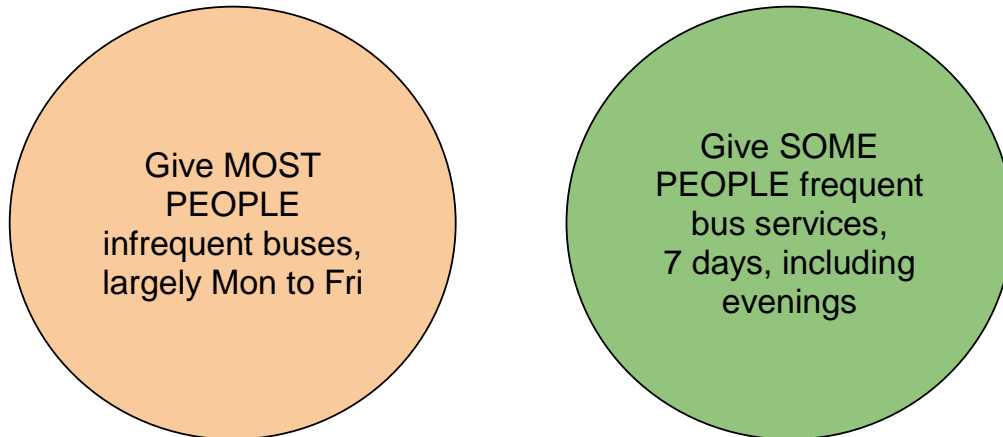 Give MOST
PEOPLE
infrequent buses,
largely Mon to Fri
Give SOME
PEOPLE frequent
bus services,
7 days, including
evenings